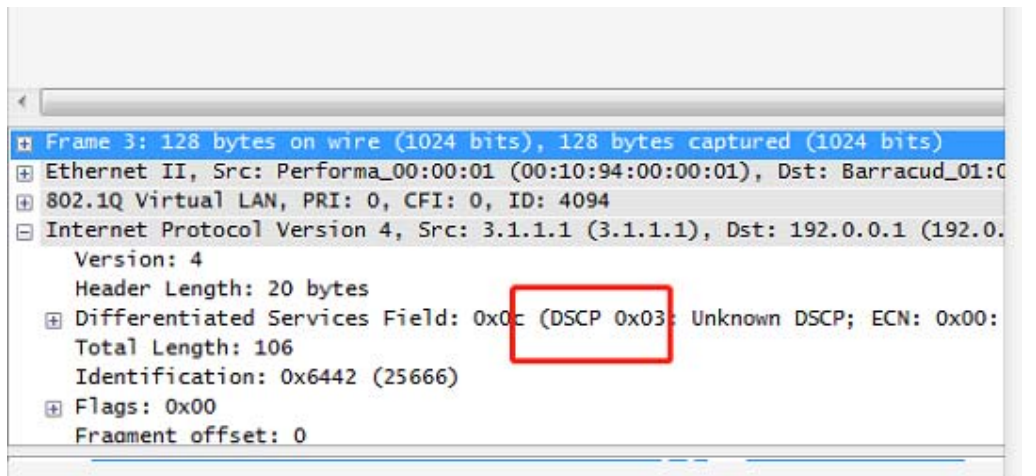 Frame 3: 128 bytes on wire (1024 bits), 128 bytes captured (1024 bits)
Ethernet II, Src: Performa_00:00:01 (00:10:94:00:00:01), Dst: Barracud_01:0
802.1Q Virtual LAN, PRI: 0, CFI: 0, ID: 4094
Internet Protocol Version 4, Src: 3.1.1.1 (3.1.1.1), Dst: 192.0.0.1 (192.0.
Version: 4
Header Length: 20 bytes
Differentiated Services Field: 0x0c (DSCP 0x03: Unknown DSCP; ECN: 0x00:
Total Length: 106
Identification: 0x6442 (25666)
Flags: 0x00
Fragment offset: 0